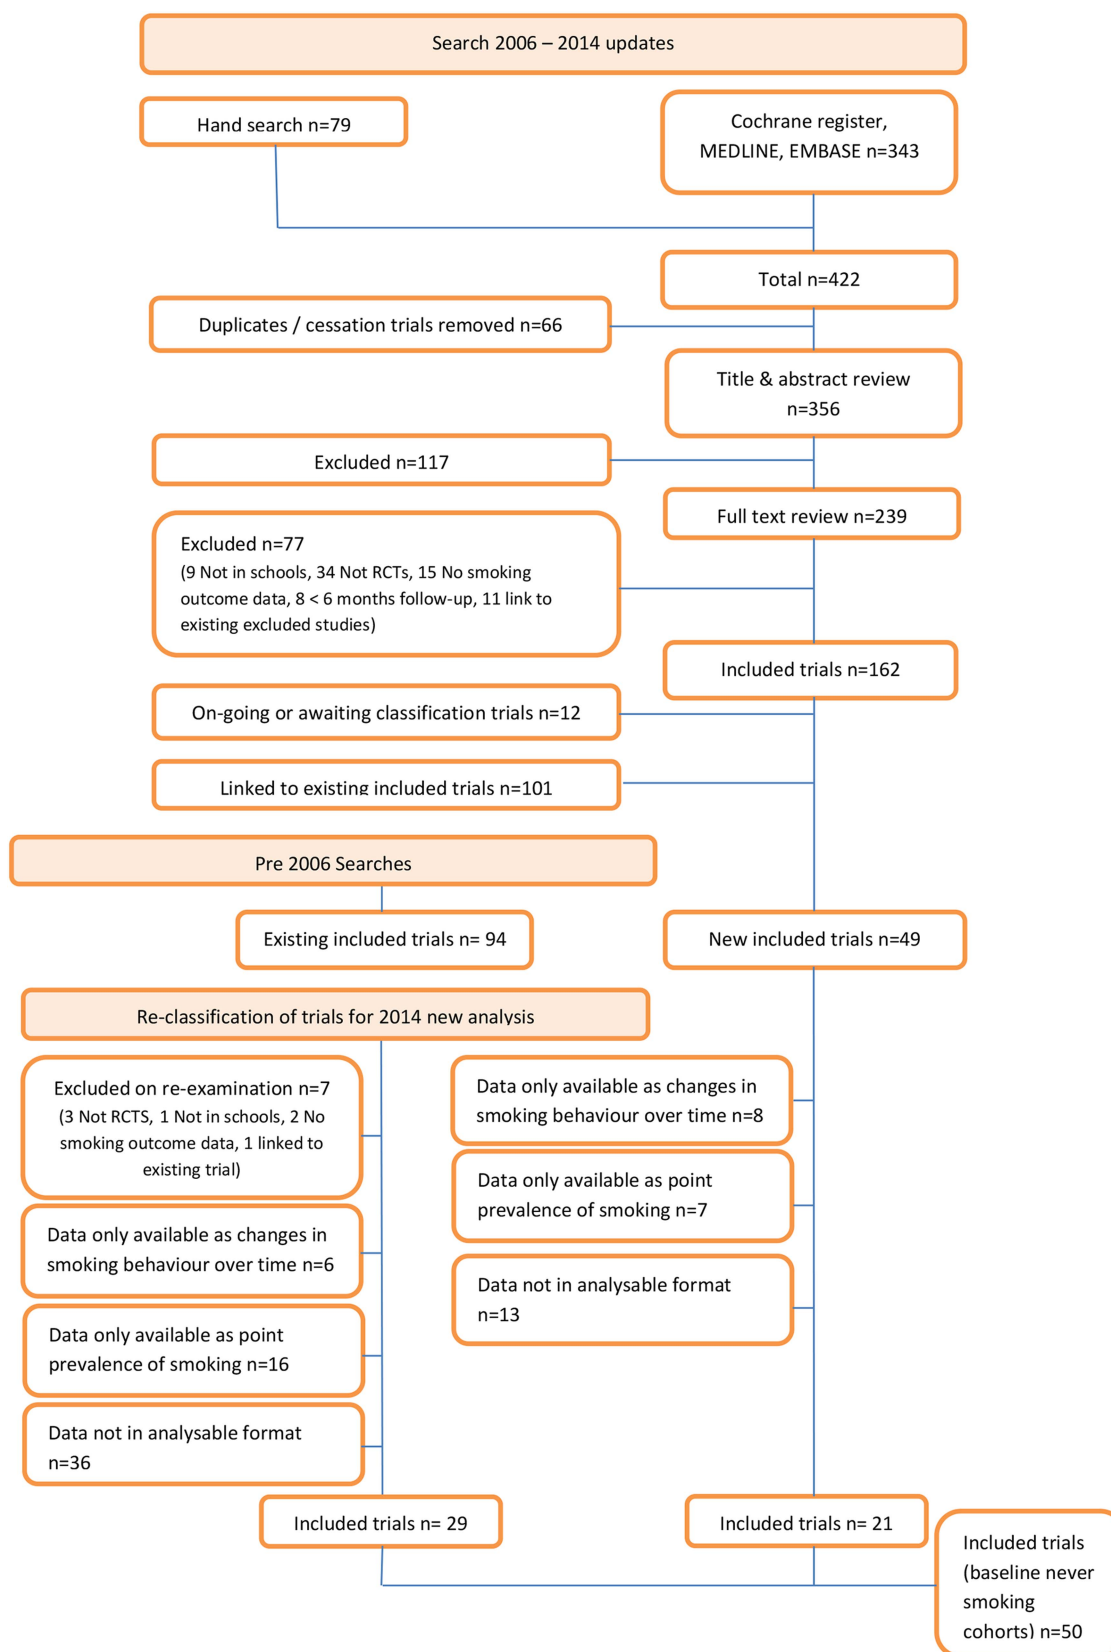 Search 2006 – 2014 updates
Hand search n=79
Cochrane register,
MEDLINE, EMBASE n=343
Total n=422
Duplicates / cessation trials removed n=66
Title & abstract review
n=356
Excluded n=117
Full text review n=239
Excluded n=77
(9 Not in schools, 34 Not RCTs, 15 No smoking
outcome data, 8 < 6 months follow-up, 11 link to
existing excluded studies)
Included trials n=162
On-going or awaiting classification trials n=12
Linked to existing included trials n=101
Pre 2006 Searches
Existing included trials n= 94
New included trials n=49
Re-classification of trials for 2014 new analysis
Excluded on re-examination n=7
(3 Not RCTS, 1 Not in schools, 2 No
smoking outcome data, 1 linked to
existing trial)
Data only available as changes in
smoking behaviour over time n=8
Data only available as point
prevalence of smoking n=7
Data only available as changes in
smoking behaviour over time n=6
Data not in analysable format
n=13
Data only available as point
prevalence of smoking n=16
Data not in analysable format
n=36
Included trials n= 29
Included trials n= 21
Included trials
(baseline never
smoking
cohorts) n=50